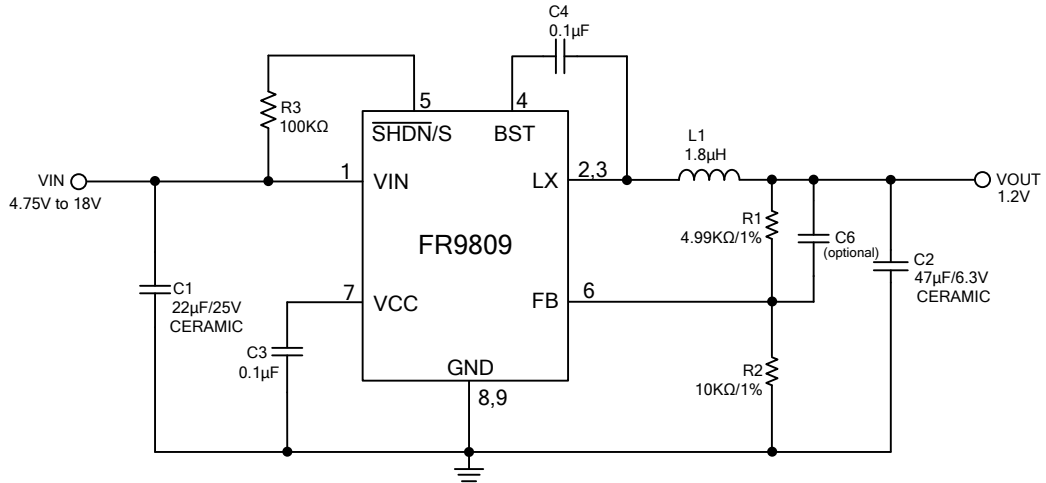 C4
0.1µF
R3
100KΩ
5
4
SHDN/S
BST
L1
1.8µH
VIN
4.75V to 18V
1
VIN
LX
2,3
VOUT
1.2V
R1
4.99KΩ/1%
C6
(optional)
FR9809
C2
47µF/6.3V
CERAMIC
C1
22µF/25V
CERAMIC
7
VCC
FB
6
C3
0.1µF
GND
8,9
R2
10KΩ/1%